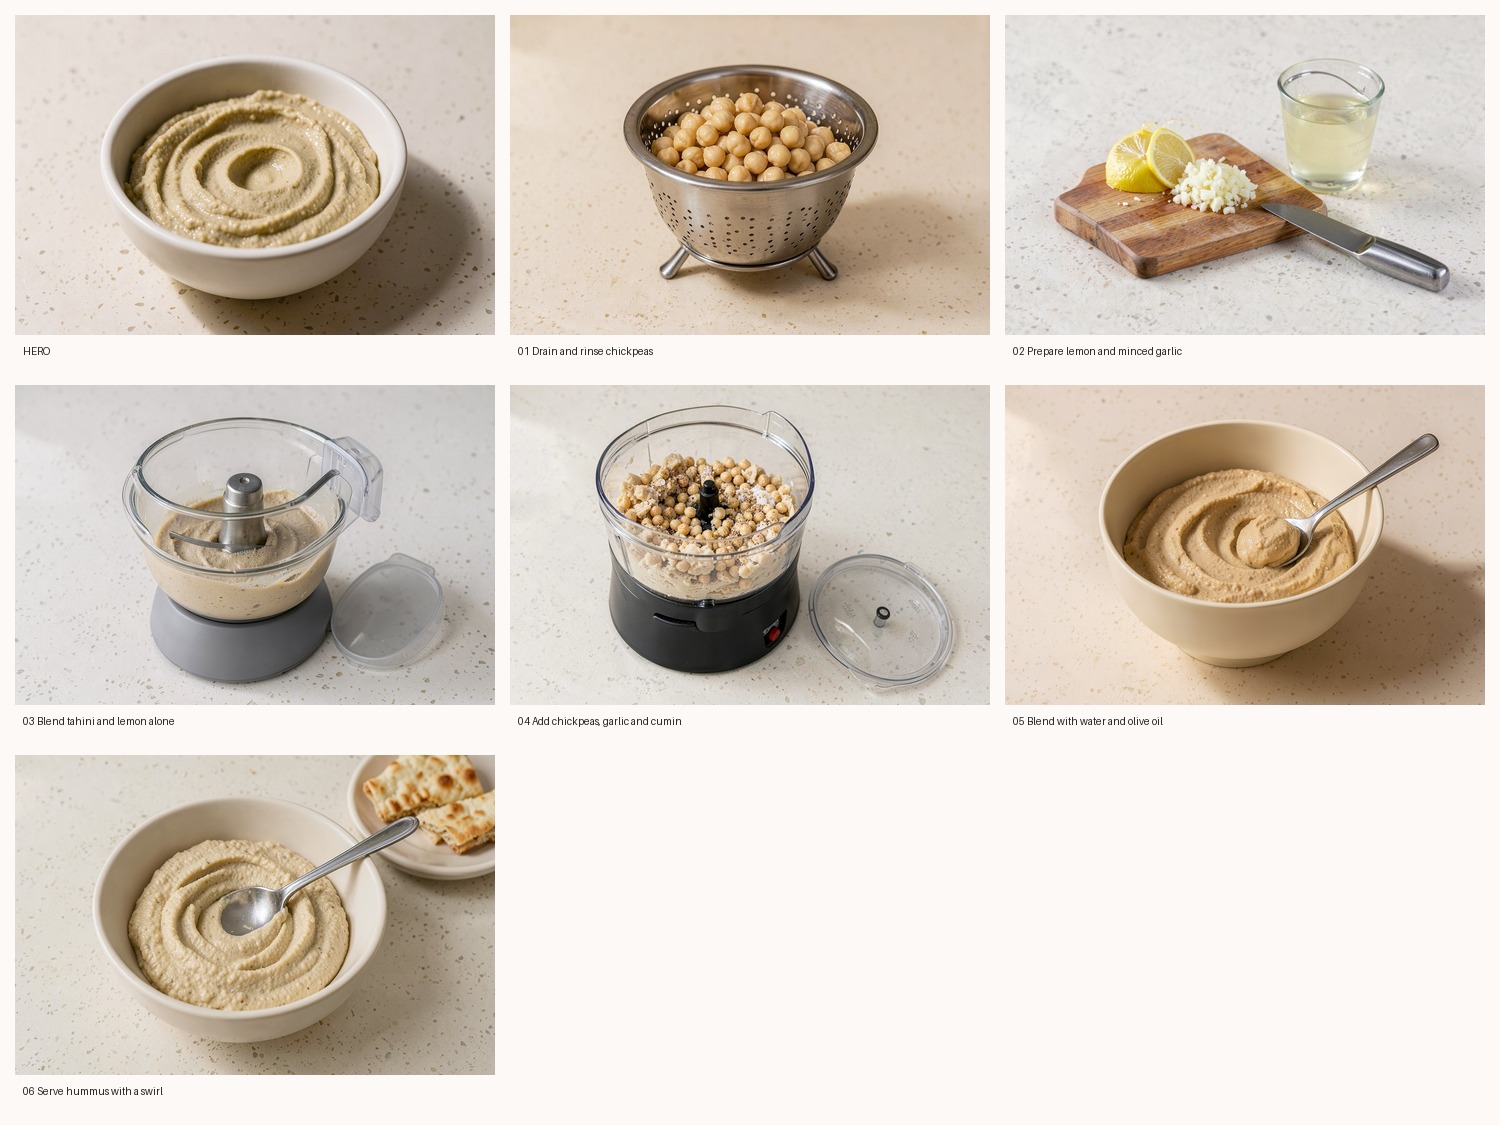 HERO
01 Drain and rinse chickpeas
02 Prepare lemon and minced garlic
03 Blend tahini and lemon alone
04 Add chickpeas, garlic and cumin
05 Blend with water and olive oil
06 Serve hummus with a swirl